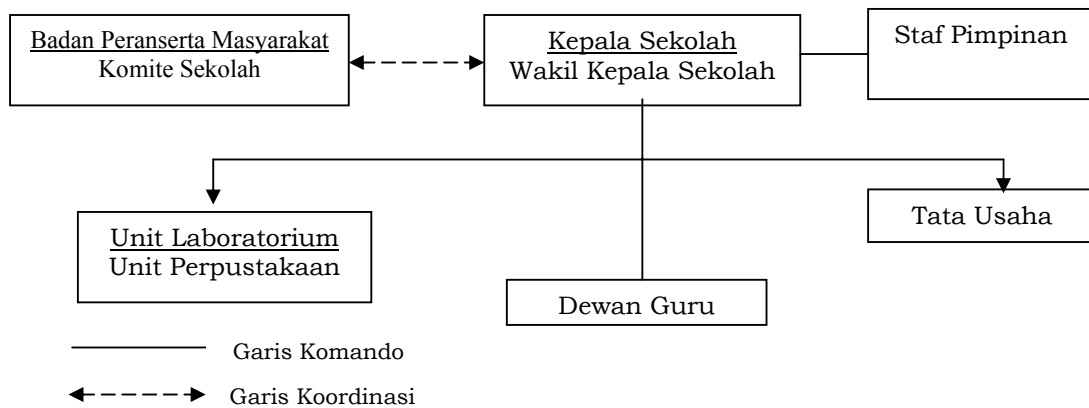 Badan Peranserta Masyarakat
Komite Sekolah
Kepala Sekolah
Wakil Kepala Sekolah
Staf Pimpinan
Unit Laboratorium
Unit Perpustakaan
Dewan Guru
Tata Usaha
Garis Komando
Garis Koordinasi